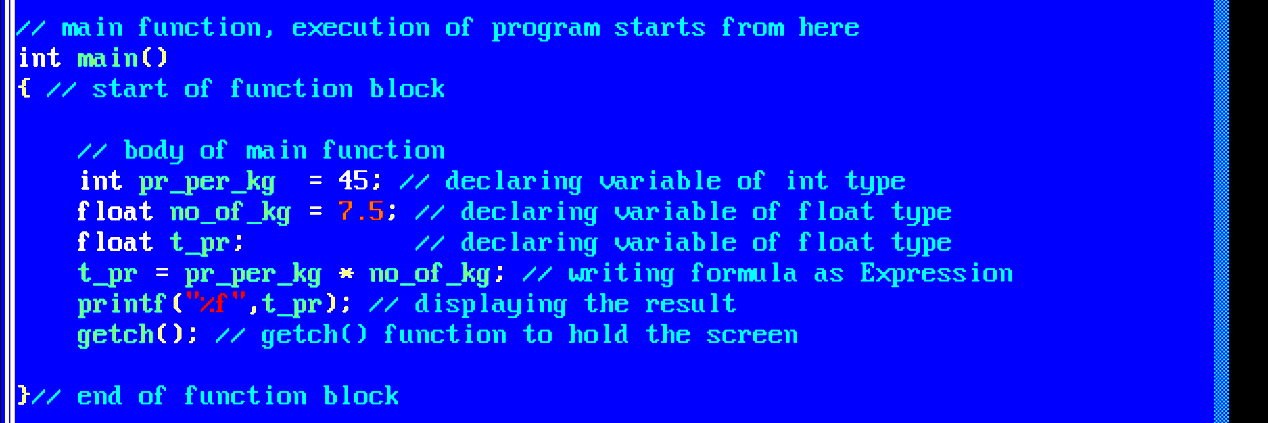 // main function, execution of program starts from here
int main()
{ // start of function block
// body of main function
int pr_per_kg  = 45; // declaring variable of int type
float no_of_kg = 7.5; // declaring variable of float type
float t_pr;           // declaring variable of float type
t_pr = pr_per_kg * no_of_kg; // writing formula as Expression
printf("%f",t_pr); // displaying the result
getch(); // getch() function to hold the screen
}// end of function block